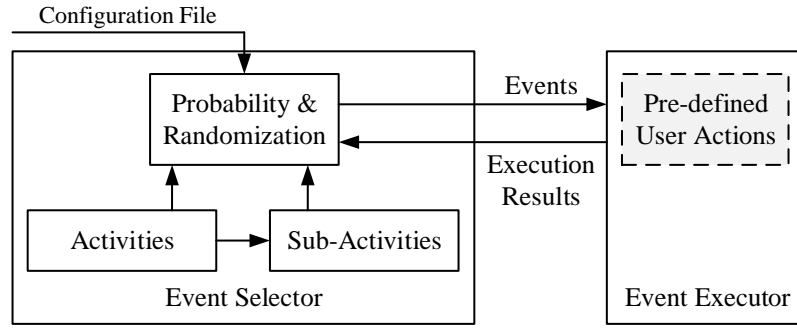 Configuration File
Probability &
Randomization
Events
Pre-defined
User Actions
Execution
Results
Activities
Sub-Activities
Event Selector
Event Executor